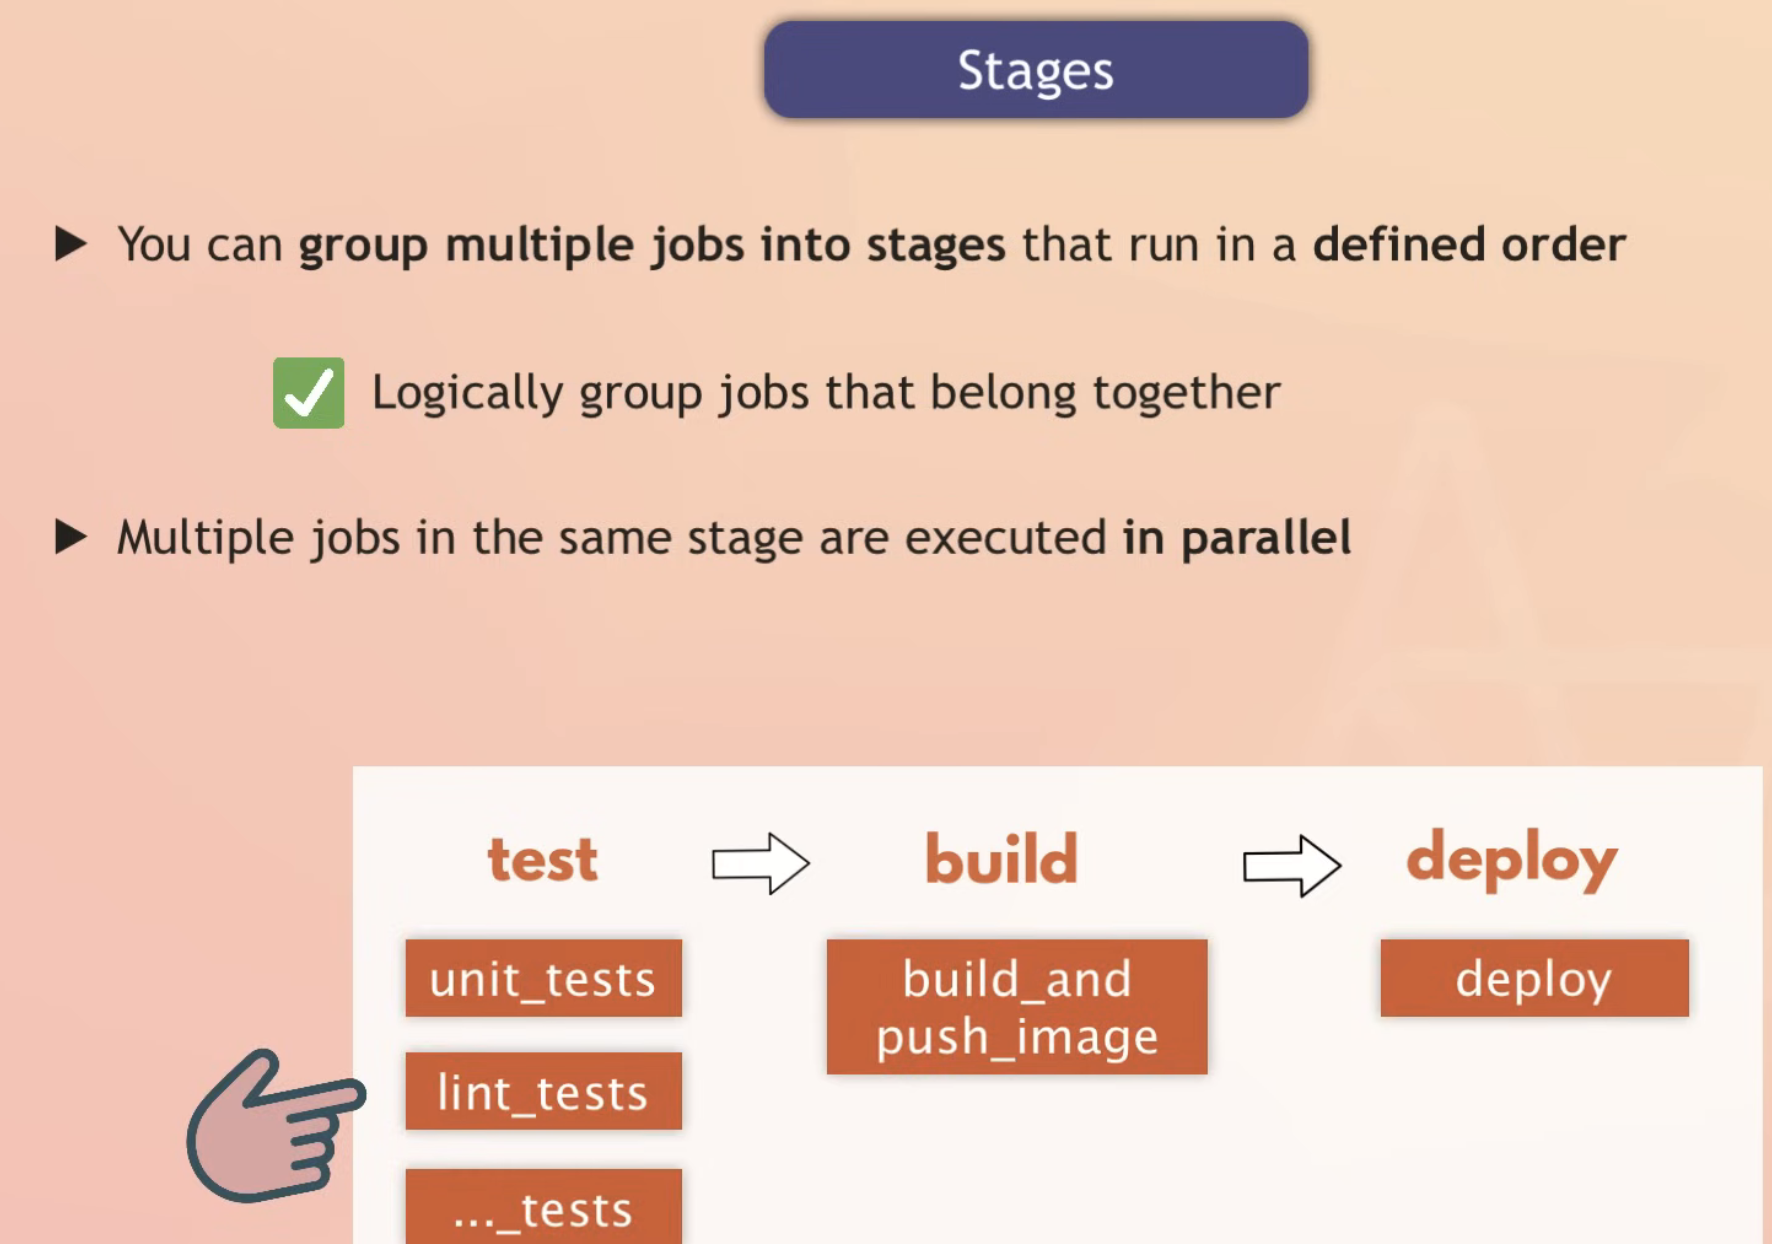 Stages
You can group multiple jobs into stages that run in a defined order
Logically group jobs that belong together
Multiple jobs in the same stage are executed in parallel
test
build
deploy
unit_tests
build_and
push_image
deploy
lint_tests
..._tests